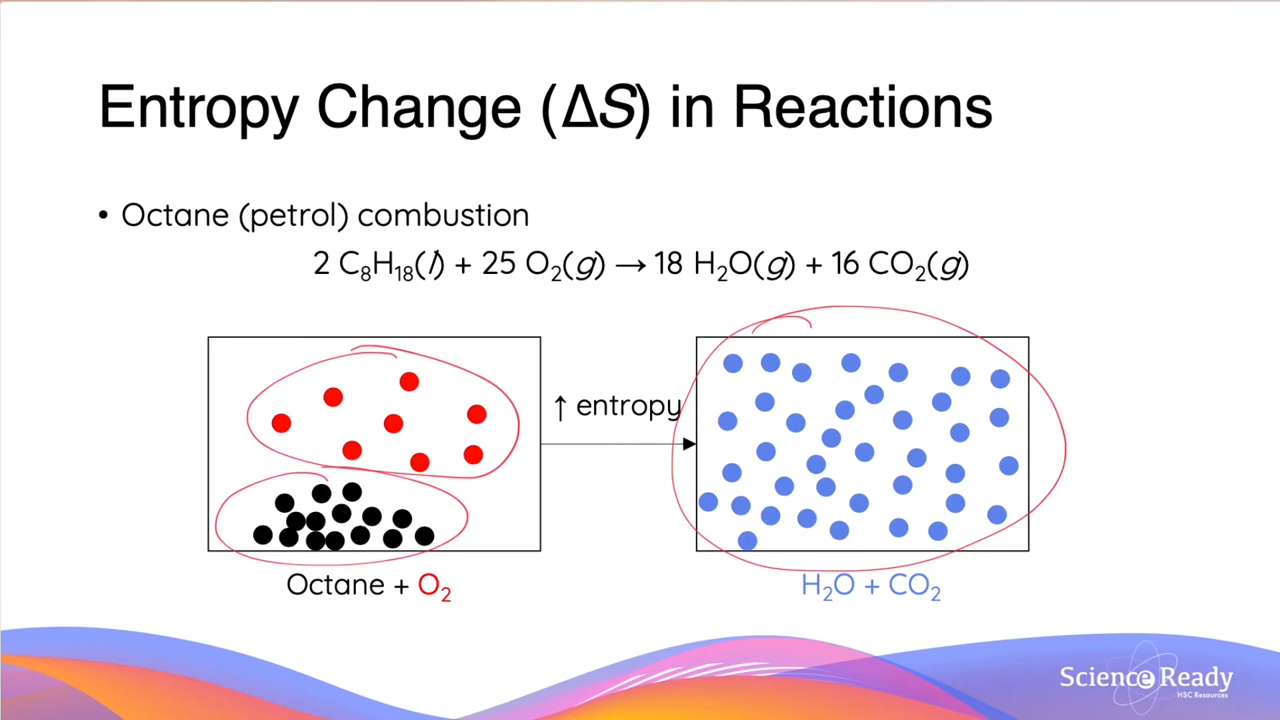 Entropy Change (ΔS) in Reactions
• Octane (petrol) combustion
2 C₈H₁₈(l) + 25 O₂(g) → 18 H₂O(g) + 16 CO₂(g)
↑ entropy
Octane + O₂
H₂O + CO₂
Science Ready
HSC Resources